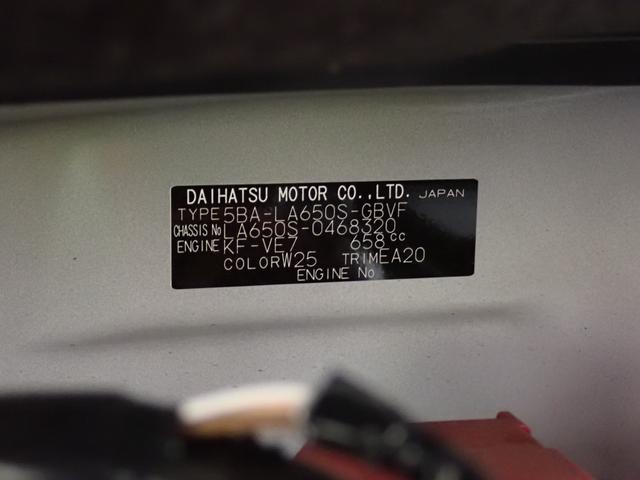 DAIHATSU MOTOR CO.,LTD. JAPAN
TYPE 5BA-LA650S-GBVF
CHASSIS No LA650S-0468320
ENGINE KF-VE7 658cc
COLOR W25 TRIM EA20
ENGINE No